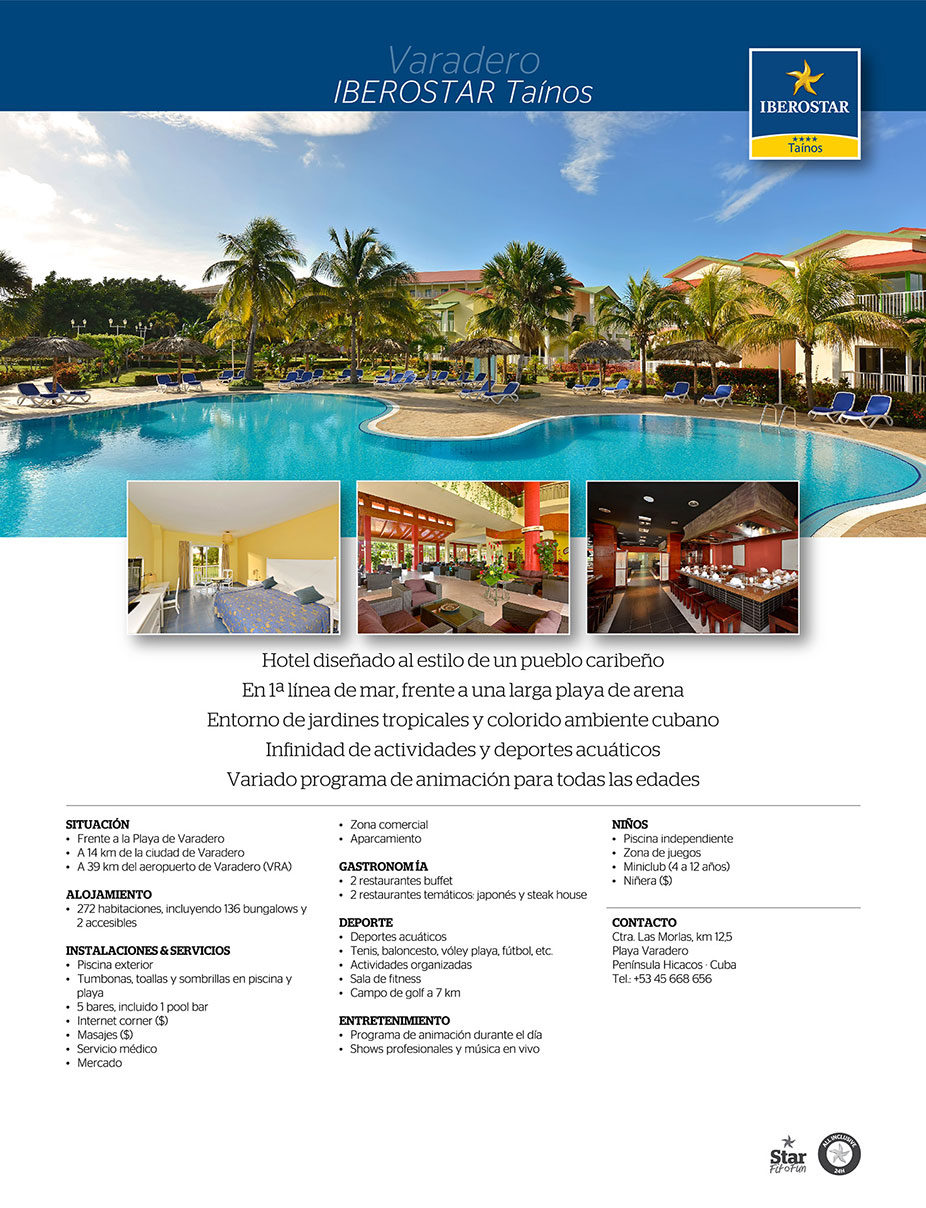 Varadero
IBEROSTAR Taínos
IBEROSTAR
Taínos
Hotel diseñado al estilo de un pueblo caribeño
En 1ª línea de mar, frente a una larga playa de arena
Entorno de jardines tropicales y colorido ambiente cubano
Infinidad de actividades y deportes acuáticos
Variado programa de animación para todas las edades
SITUACIÓN
• Frente a la Playa de Varadero
• A 14 km de la ciudad de Varadero
• A 39 km del aeropuerto de Varadero (VRA)
ALOJAMIENTO
• 272 habitaciones, incluyendo 136 bungalows y
2 accesibles
INSTALACIONES & SERVICIOS
• Piscina exterior
• Tumbonas, toallas y sombrillas en piscina y
playa
• 5 bares, incluido 1 pool bar
• Internet corner ($)
• Masajes ($)
• Servicio médico
• Mercado
• Zona comercial
• Aparcamiento
GASTRONOMÍA
• 2 restaurantes buffet
• 2 restaurantes temáticos: japonés y steak house
DEPORTE
• Deportes acuáticos
• Tenis, baloncesto, vóley playa, fútbol, etc.
• Actividades organizadas
• Sala de fitness
• Campo de golf a 7 km
ENTRETENIMIENTO
• Programa de animación durante el día
• Shows profesionales y música en vivo
NIÑOS
• Piscina independiente
• Zona de juegos
• Miniclub (4 a 12 años)
• Niñera ($)
CONTACTO
Ctra. Las Morlas, km 12,5
Playa Varadero
Península Hicacos · Cuba
Tel.: +53 45 668 656
Star
Fit & Fun
ALL INCLUSIVE
24H